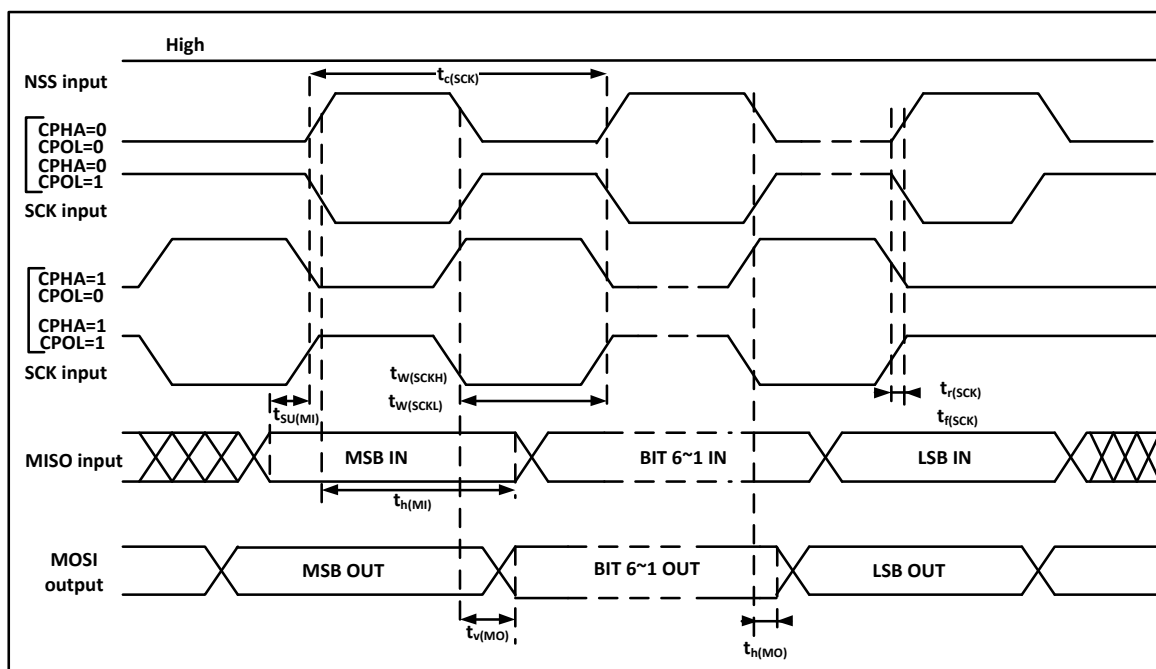 High
NSS input
tc(SCK)
CPHA=0
CPOL=0
CPHA=0
CPOL=1
SCK input
CPHA=1
CPOL=0
CPHA=1
CPOL=1
SCK input
tW(SCKH)
tW(SCKL)
tr(SCK)
tf(SCK)
tSU(MI)
MISO input
MSB IN
BIT 6~1 IN
LSB IN
th(MI)
MOSI
output
MSB OUT
BIT 6~1 OUT
LSB OUT
tv(MO)
th(MO)